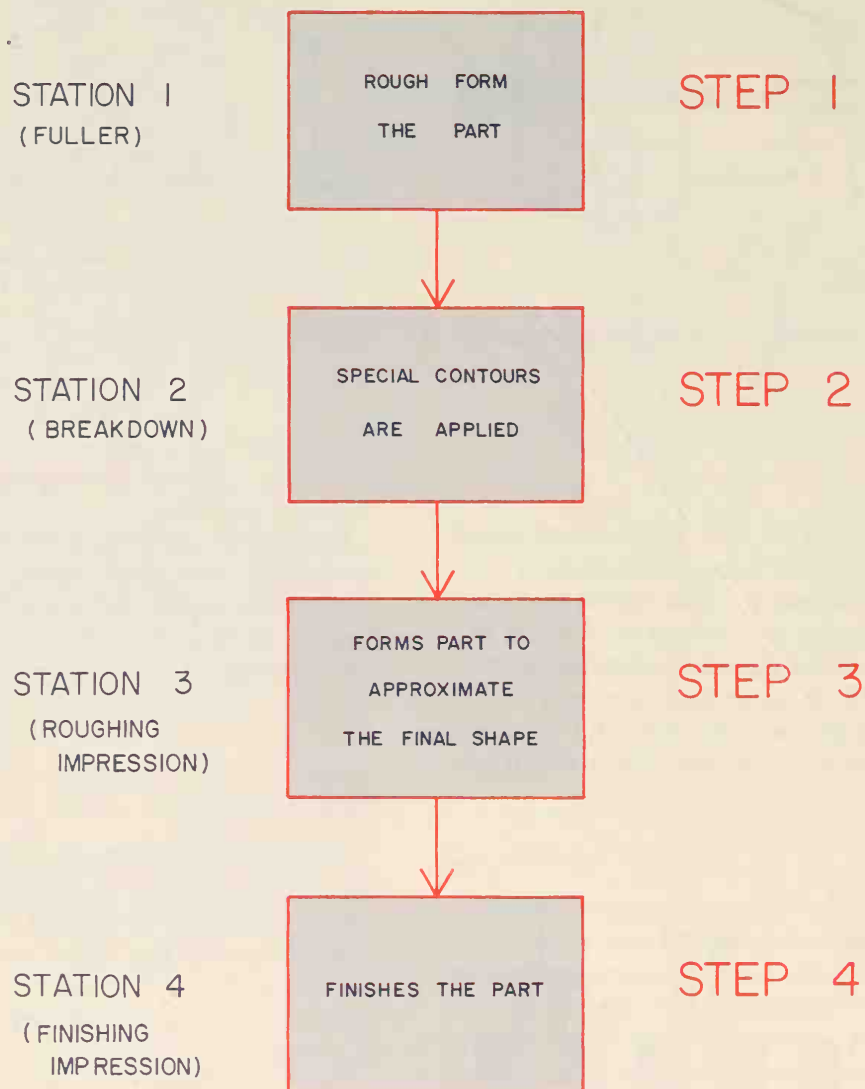 STATION 1
(FULLER)
ROUGH FORM
THE PART
STEP 1
STATION 2
(BREAKDOWN)
SPECIAL CONTOURS
ARE APPLIED
STEP 2
STATION 3
(ROUGHING
IMPRESSION)
FORMS PART TO
APPROXIMATE
THE FINAL SHAPE
STEP 3
STATION 4
(FINISHING
IMPRESSION)
FINISHES THE PART
STEP 4